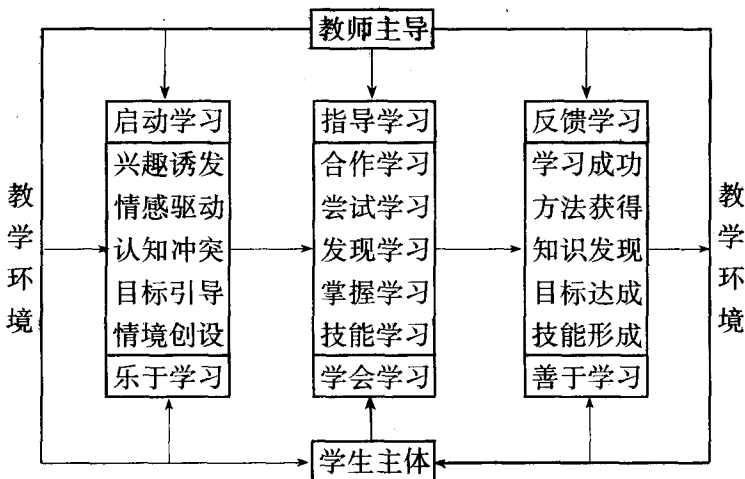 教师主导
启动学习
兴趣诱发
情感驱动
认知冲突
目标引导
情境创设
乐于学习
指导学习
合作学习
尝试学习
发现学习
掌握学习
技能学习
学会学习
反馈学习
学习成功
方法获得
知识发现
目标达成
技能形成
善于学习
教学环境
教学环境
学生主体